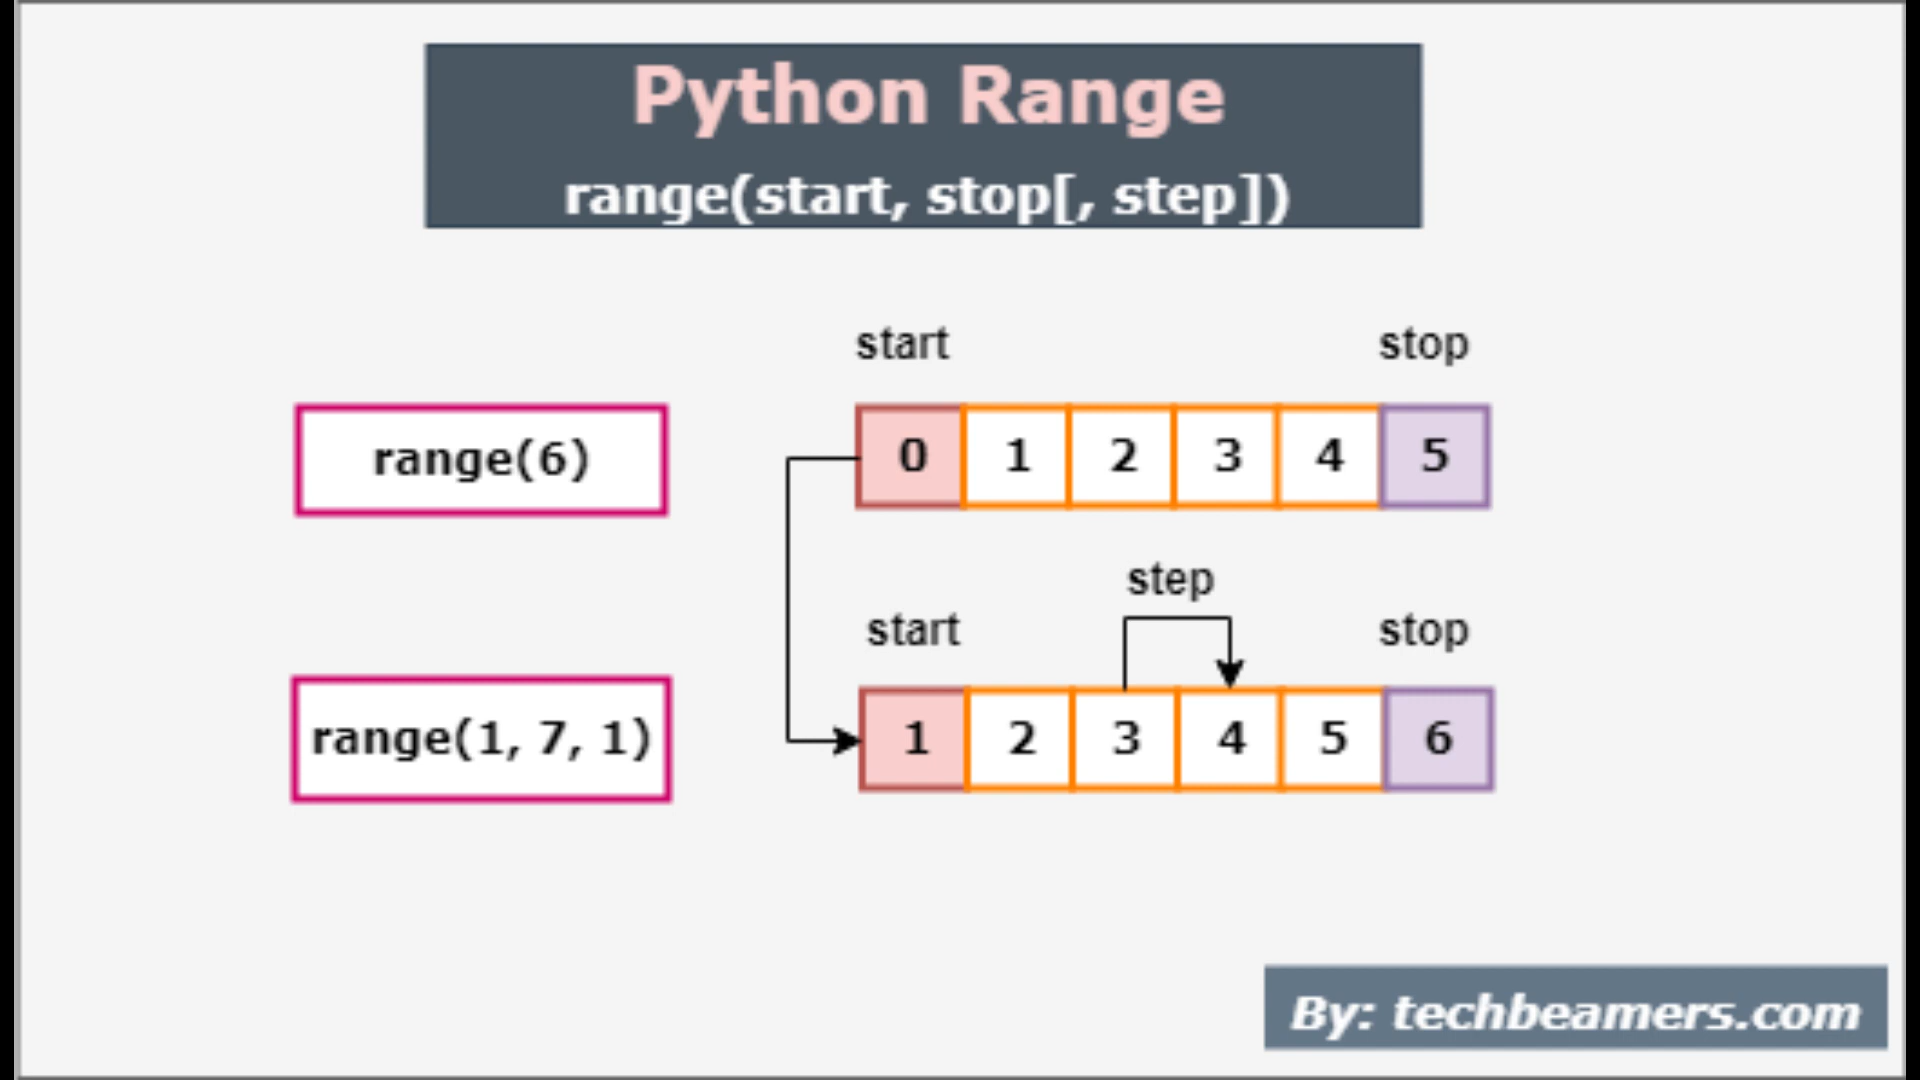 Python Range
range(start, stop[, step])
start stop
range(6) 0 1 2 3 4 5
step
start stop
range(1, 7, 1) 1 2 3 4 5 6
By: techbeamers.com